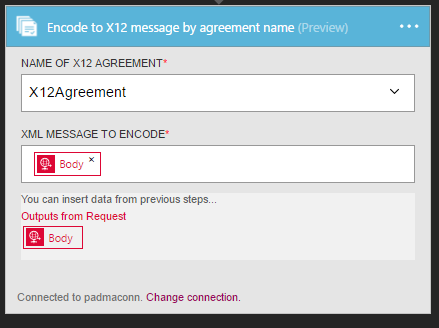 Encode to X12 message by agreement name (Preview)
NAME OF X12 AGREEMENT*
X12Agreement
XML MESSAGE TO ENCODE*
Body ×
You can insert data from previous steps...
Outputs from Request
Body
Connected to padmaconn. Change connection.